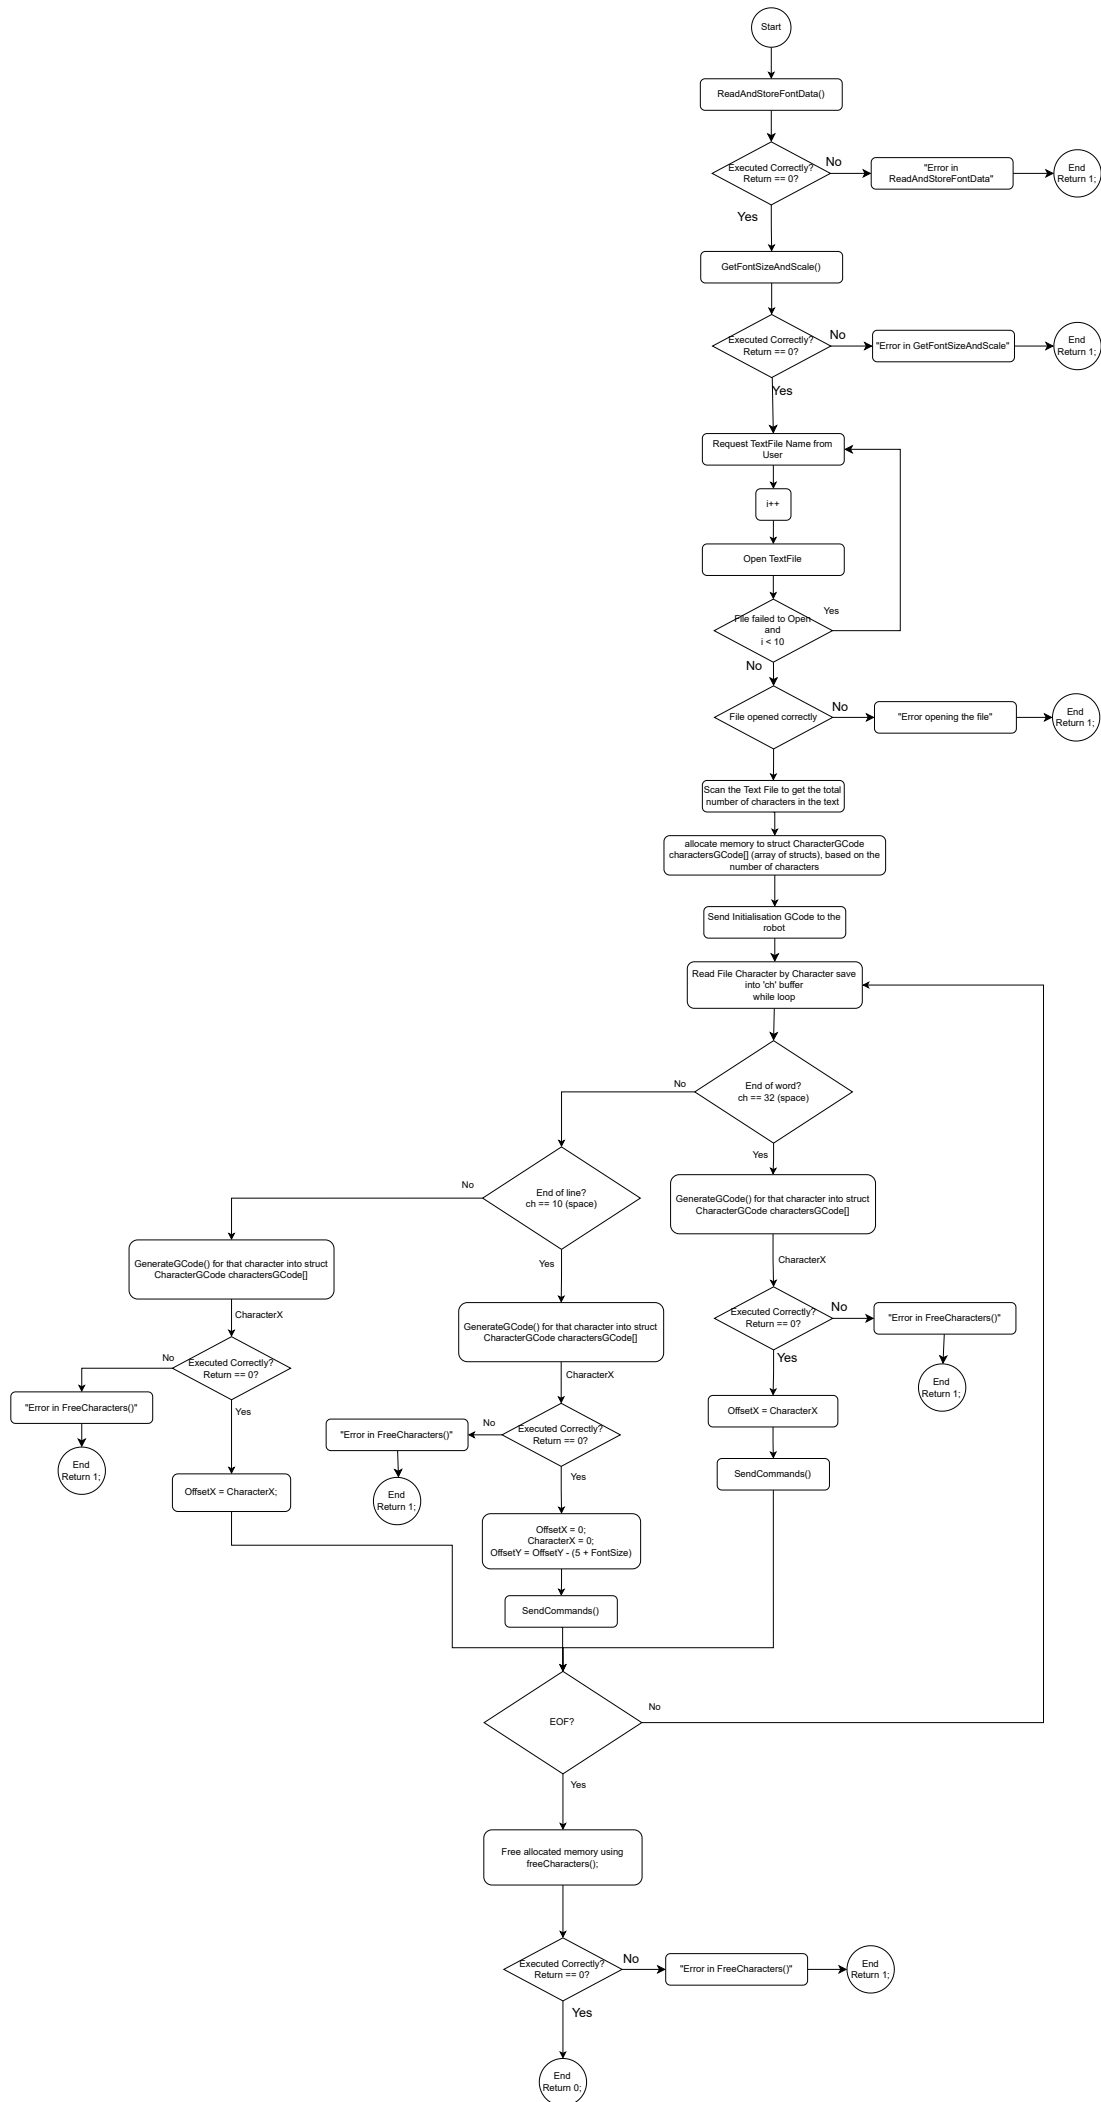 Start
ReadAndStoreFontData()
Executed Correctly?
Return == 0?
No
"Error in
ReadAndStoreFontData"
End
Return 1;
Yes
GetFontSizeAndScale()
Executed Correctly?
Return == 0?
No
"Error in GetFontSizeAndScale"
End
Return 1;
Yes
Request TextFile Name from
User
i++
Open TextFile
File failed to Open
and
i < 10
Yes
No
File opened correctly
No
"Error opening the file"
End
Return 1;
Scan the Text File to get the total
number of characters in the text
allocate memory to struct CharacterGCode
charactersGCode[] (array of structs), based on the
number of characters
Send Initialisation GCode to the
robot
Read File Character by Character save
into 'ch' buffer
while loop
End of word?
ch == 32 (space)
No
Yes
End of line?
ch == 10 (space)
No
Yes
GenerateGCode() for that character into struct
CharacterGCode charactersGCode[]
CharacterX
Executed Correctly?
Return == 0?
No
"Error in FreeCharacters()"
End
Return 1;
Yes
OffsetX = CharacterX
SendCommands()
GenerateGCode() for that character into struct
CharacterGCode charactersGCode[]
CharacterX
Executed Correctly?
Return == 0?
No
"Error in FreeCharacters()"
End
Return 1;
Yes
OffsetX = CharacterX;
GenerateGCode() for that character into struct
CharacterGCode charactersGCode[]
CharacterX
Executed Correctly?
Return == 0?
No
"Error in FreeCharacters()"
End
Return 1;
Yes
OffsetX = 0;
CharacterX = 0;
OffsetY = OffsetY - (5 + FontSize)
SendCommands()
EOF?
No
Yes
Free allocated memory using
freeCharacters();
Executed Correctly?
Return == 0?
No
"Error in FreeCharacters()"
End
Return 1;
Yes
End
Return 0;